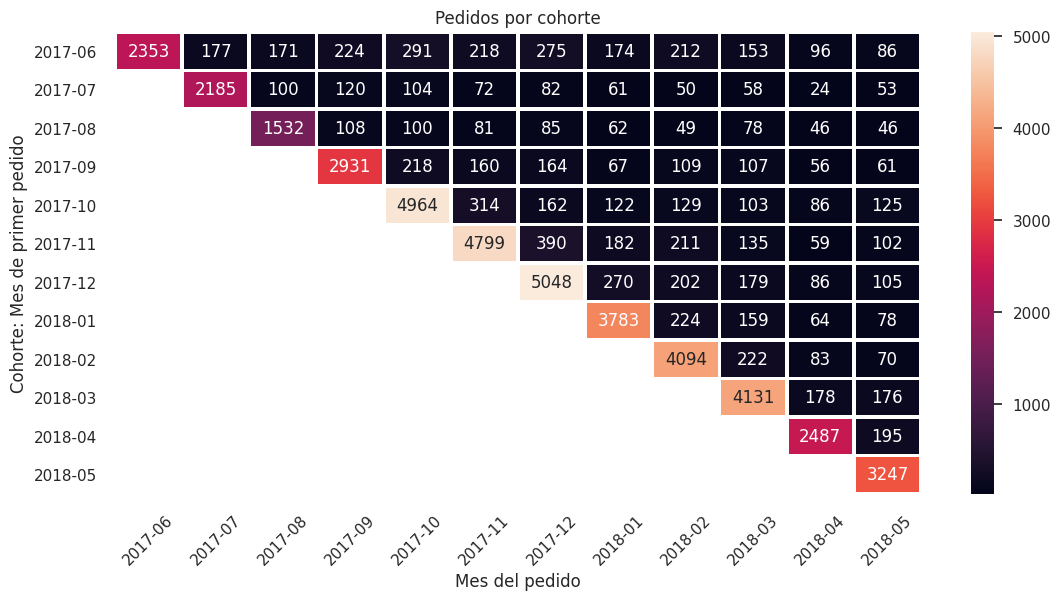 Pedidos por cohorte
Cohorte: Mes de primer pedido
2017-06 2353 177 171 224 291 218 275 174 212 153 96 86
2017-07 2185 100 120 104 72 82 61 50 58 24 53
2017-08 1532 108 100 81 85 62 49 78 46 46
2017-09 2931 218 160 164 67 109 107 56 61
2017-10 4964 314 162 122 129 103 86 125
2017-11 4799 390 182 211 135 59 102
2017-12 5048 270 202 179 86 105
2018-01 3783 224 159 64 78
2018-02 4094 222 83 70
2018-03 4131 178 176
2018-04 2487 195
2018-05 3247
2017-06 2017-07 2017-08 2017-09 2017-10 2017-11 2017-12 2018-01 2018-02 2018-03 2018-04 2018-05
Mes del pedido
5000
4000
3000
2000
1000